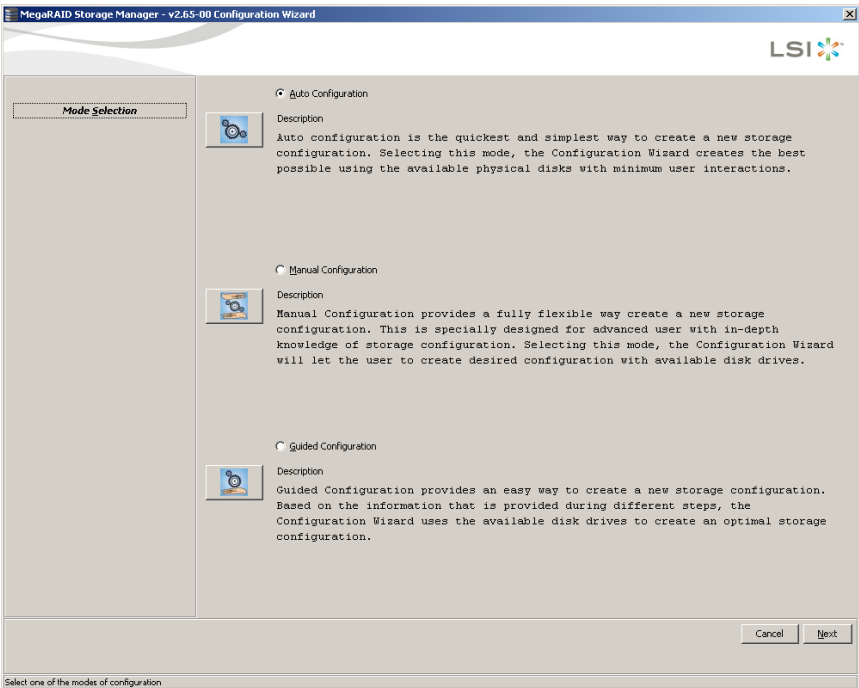 MegaRAID Storage Manager - v2.65-00 Configuration Wizard
LSI
Mode Selection
Auto Configuration
Description
Auto configuration is the quickest and simplest way to create a new storage
configuration. Selecting this mode, the Configuration Wizard creates the best
possible using the available physical disks with minimum user interactions.
Manual Configuration
Description
Manual Configuration provides a fully flexible way create a new storage
configuration. This is specially designed for advanced user with in-depth
knowledge of storage configuration. Selecting this mode, the Configuration Wizard
will let the user to create desired configuration with available disk drives.
Guided Configuration
Description
Guided Configuration provides an easy way to create a new storage configuration.
Based on the information that is provided during different steps, the
Configuration Wizard uses the available disk drives to create an optimal storage
configuration.
Cancel
Next
Select one of the modes of configuration